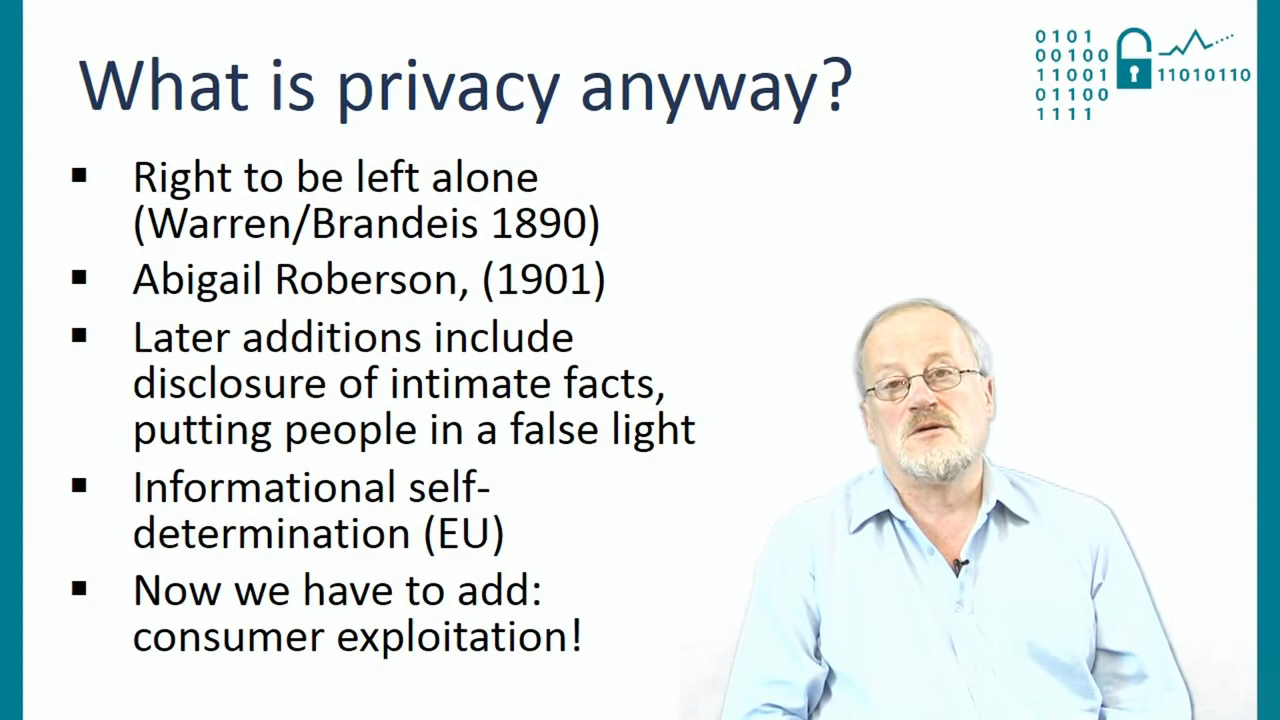 What is privacy anyway?
0101
00100
11001
01100
1111
11010110
▪ Right to be left alone
(Warren/Brandeis 1890)
▪ Abigail Roberson, (1901)
▪ Later additions include
disclosure of intimate facts,
putting people in a false light
▪ Informational self-
determination (EU)
▪ Now we have to add:
consumer exploitation!